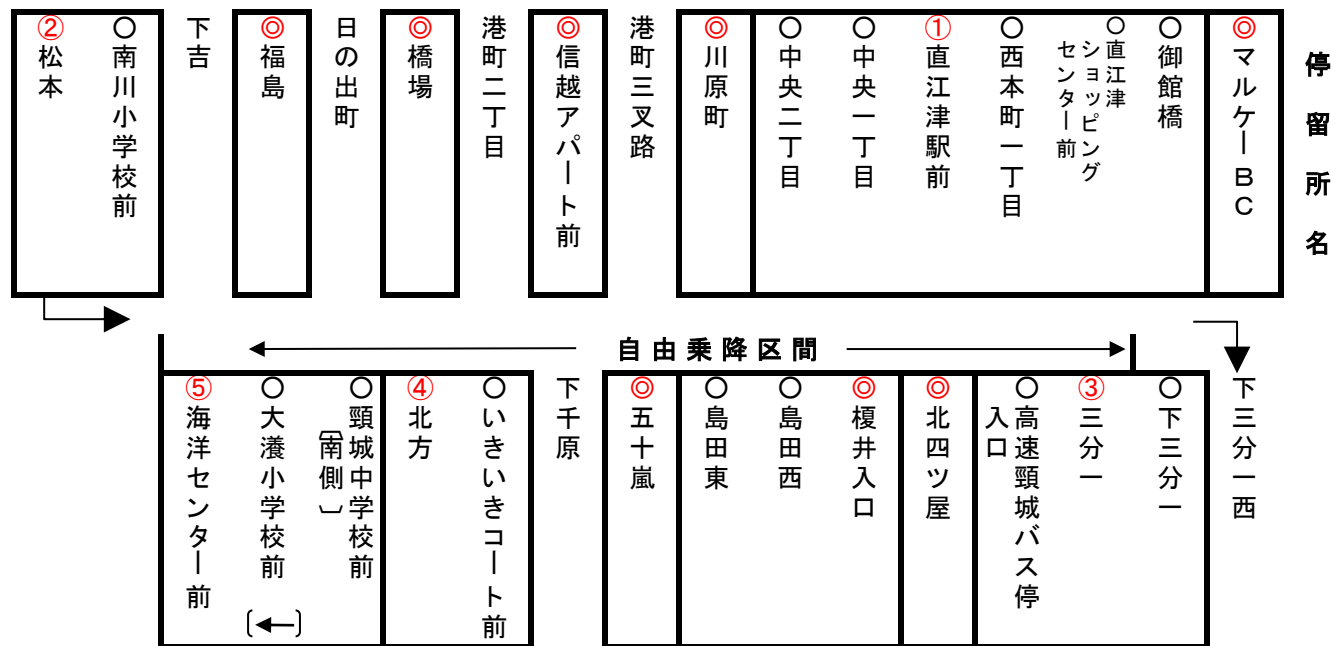 停留所名
◎マルケーBC
○御館橋
○直江津
ショッピング
センター前
○西本町一丁目
①直江津駅前
○中央一丁目
○中央二丁目
◎川原町
港町三叉路
◎信越アパート前
港町二丁目
◎橋場
日の出町
◎福島
下吉
○南川小学校前
②松本
自由乗降区間
下三分一西
○下三分一
③三分一
○高速頸城バス停
入口
◎北四ツ屋
◎榎井入口
○島田西
○島田東
◎五十嵐
下千原
○いきいきコート前
④北方
○頸城中学校前
〔南側〕
○大瀁小学校前
〔←〕
⑤海洋センター前